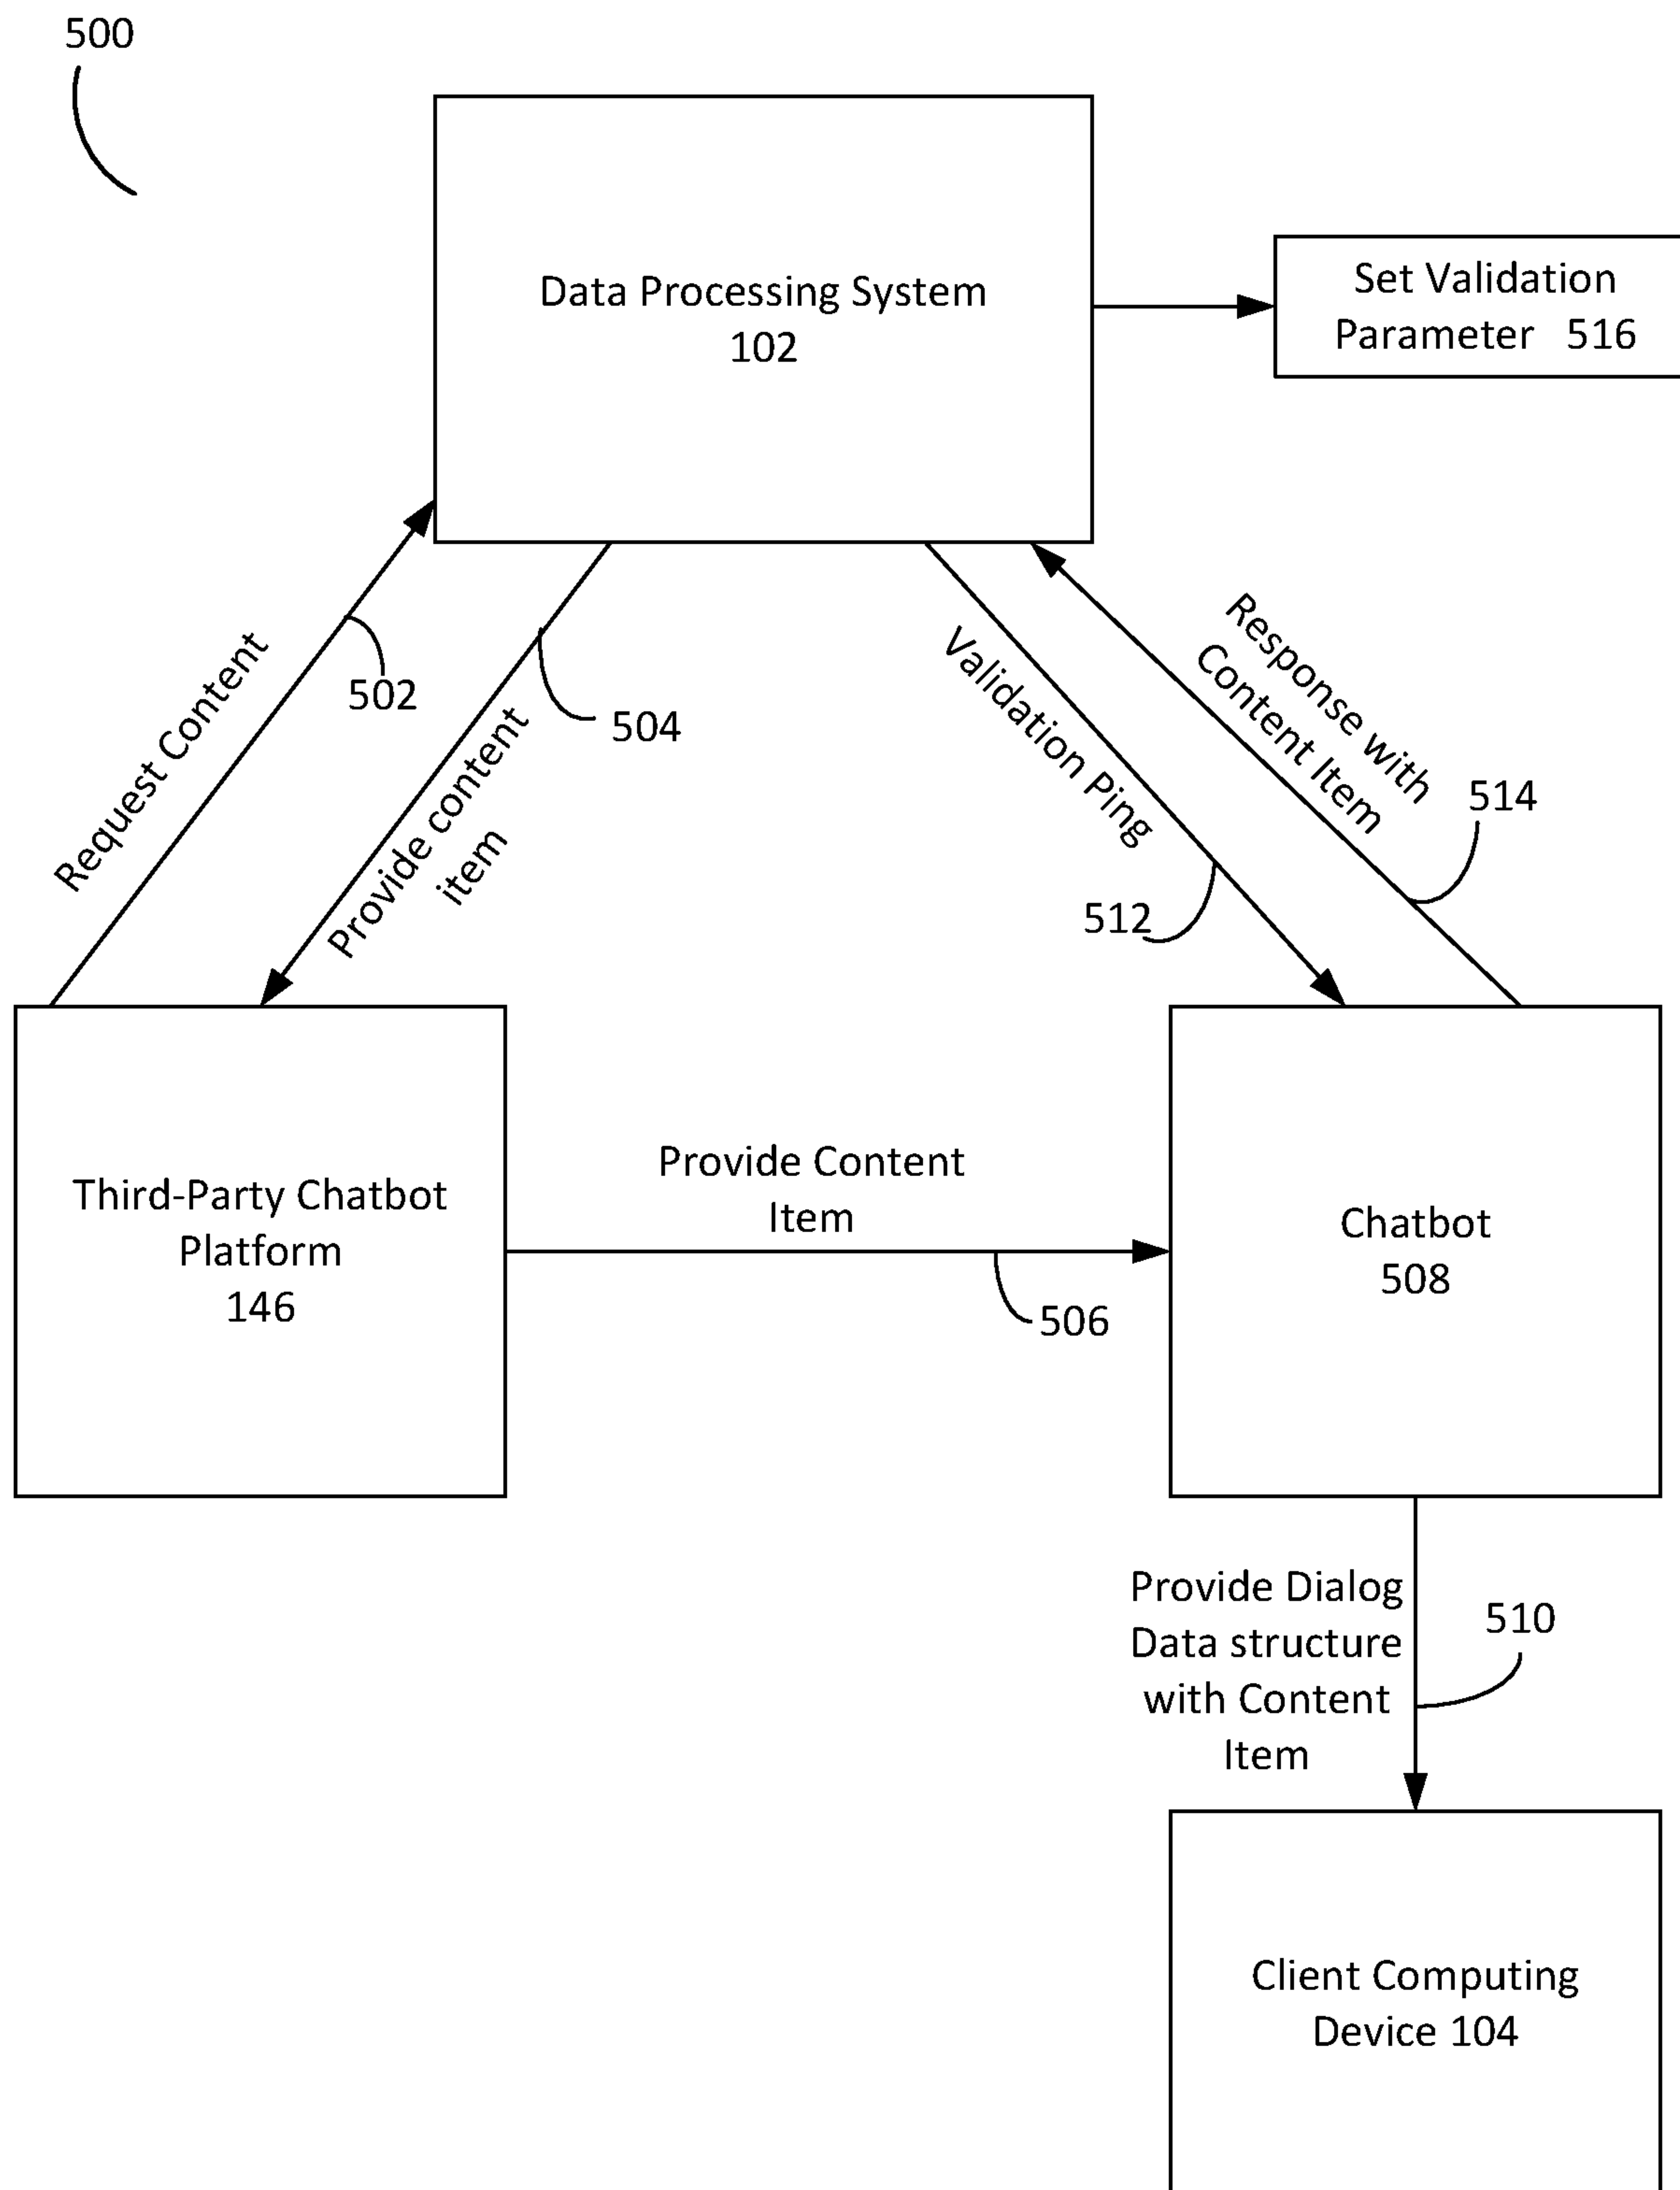 500
Data Processing System
102
Set Validation
Parameter 516
Request Content
502
Provide content
item
504
Validation Ping
512
Response with
Content Item
514
Third-Party Chatbot
Platform
146
Provide Content
Item
506
Chatbot
508
Provide Dialog
Data structure
with Content
Item
510
Client Computing
Device 104